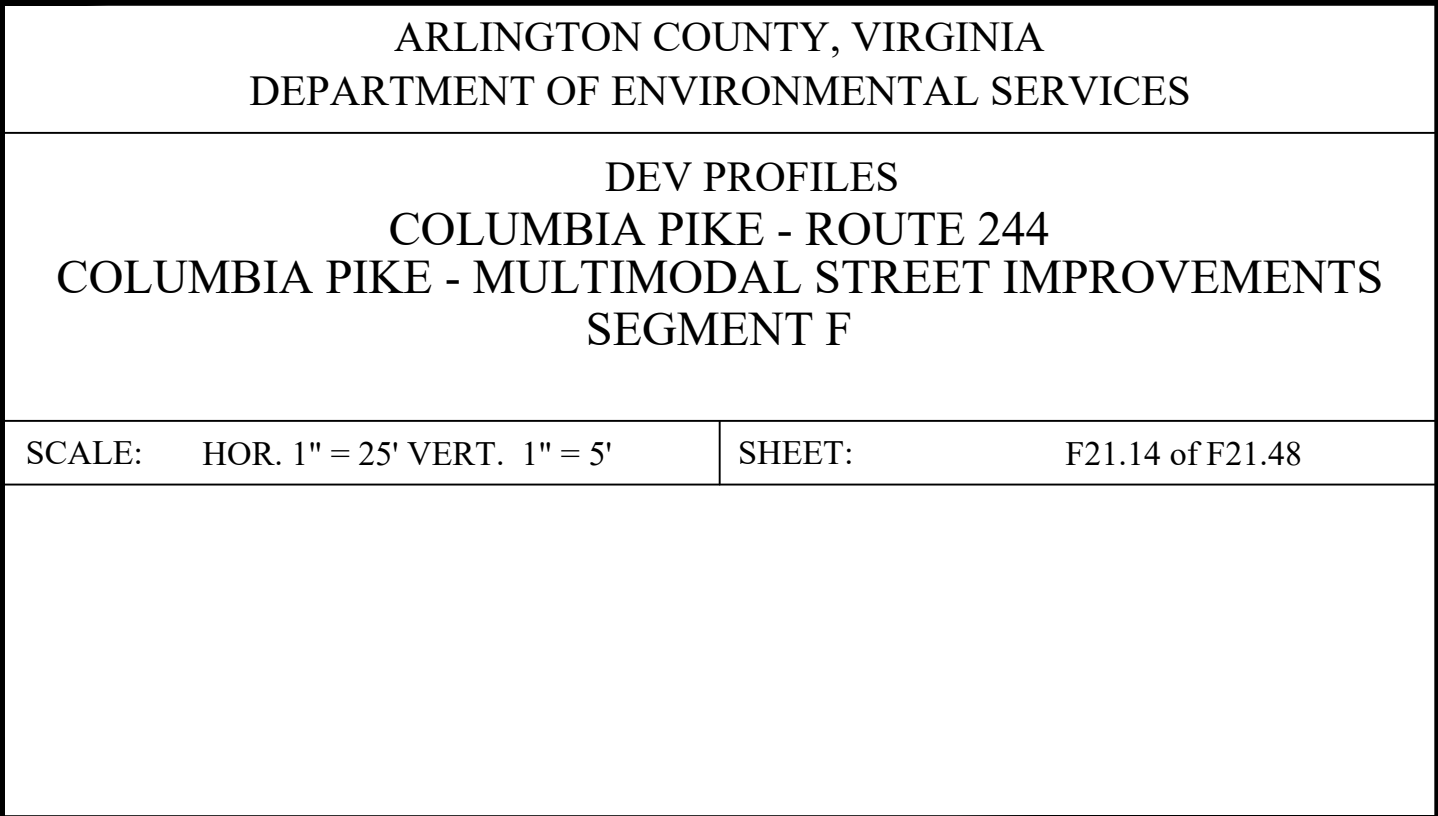 ARLINGTON COUNTY, VIRGINIA
DEPARTMENT OF ENVIRONMENTAL SERVICES
DEV PROFILES
COLUMBIA PIKE - ROUTE 244
COLUMBIA PIKE - MULTIMODAL STREET IMPROVEMENTS
SEGMENT F
SCALE: HOR. 1" = 25' VERT. 1" = 5'
SHEET: F21.14 of F21.48